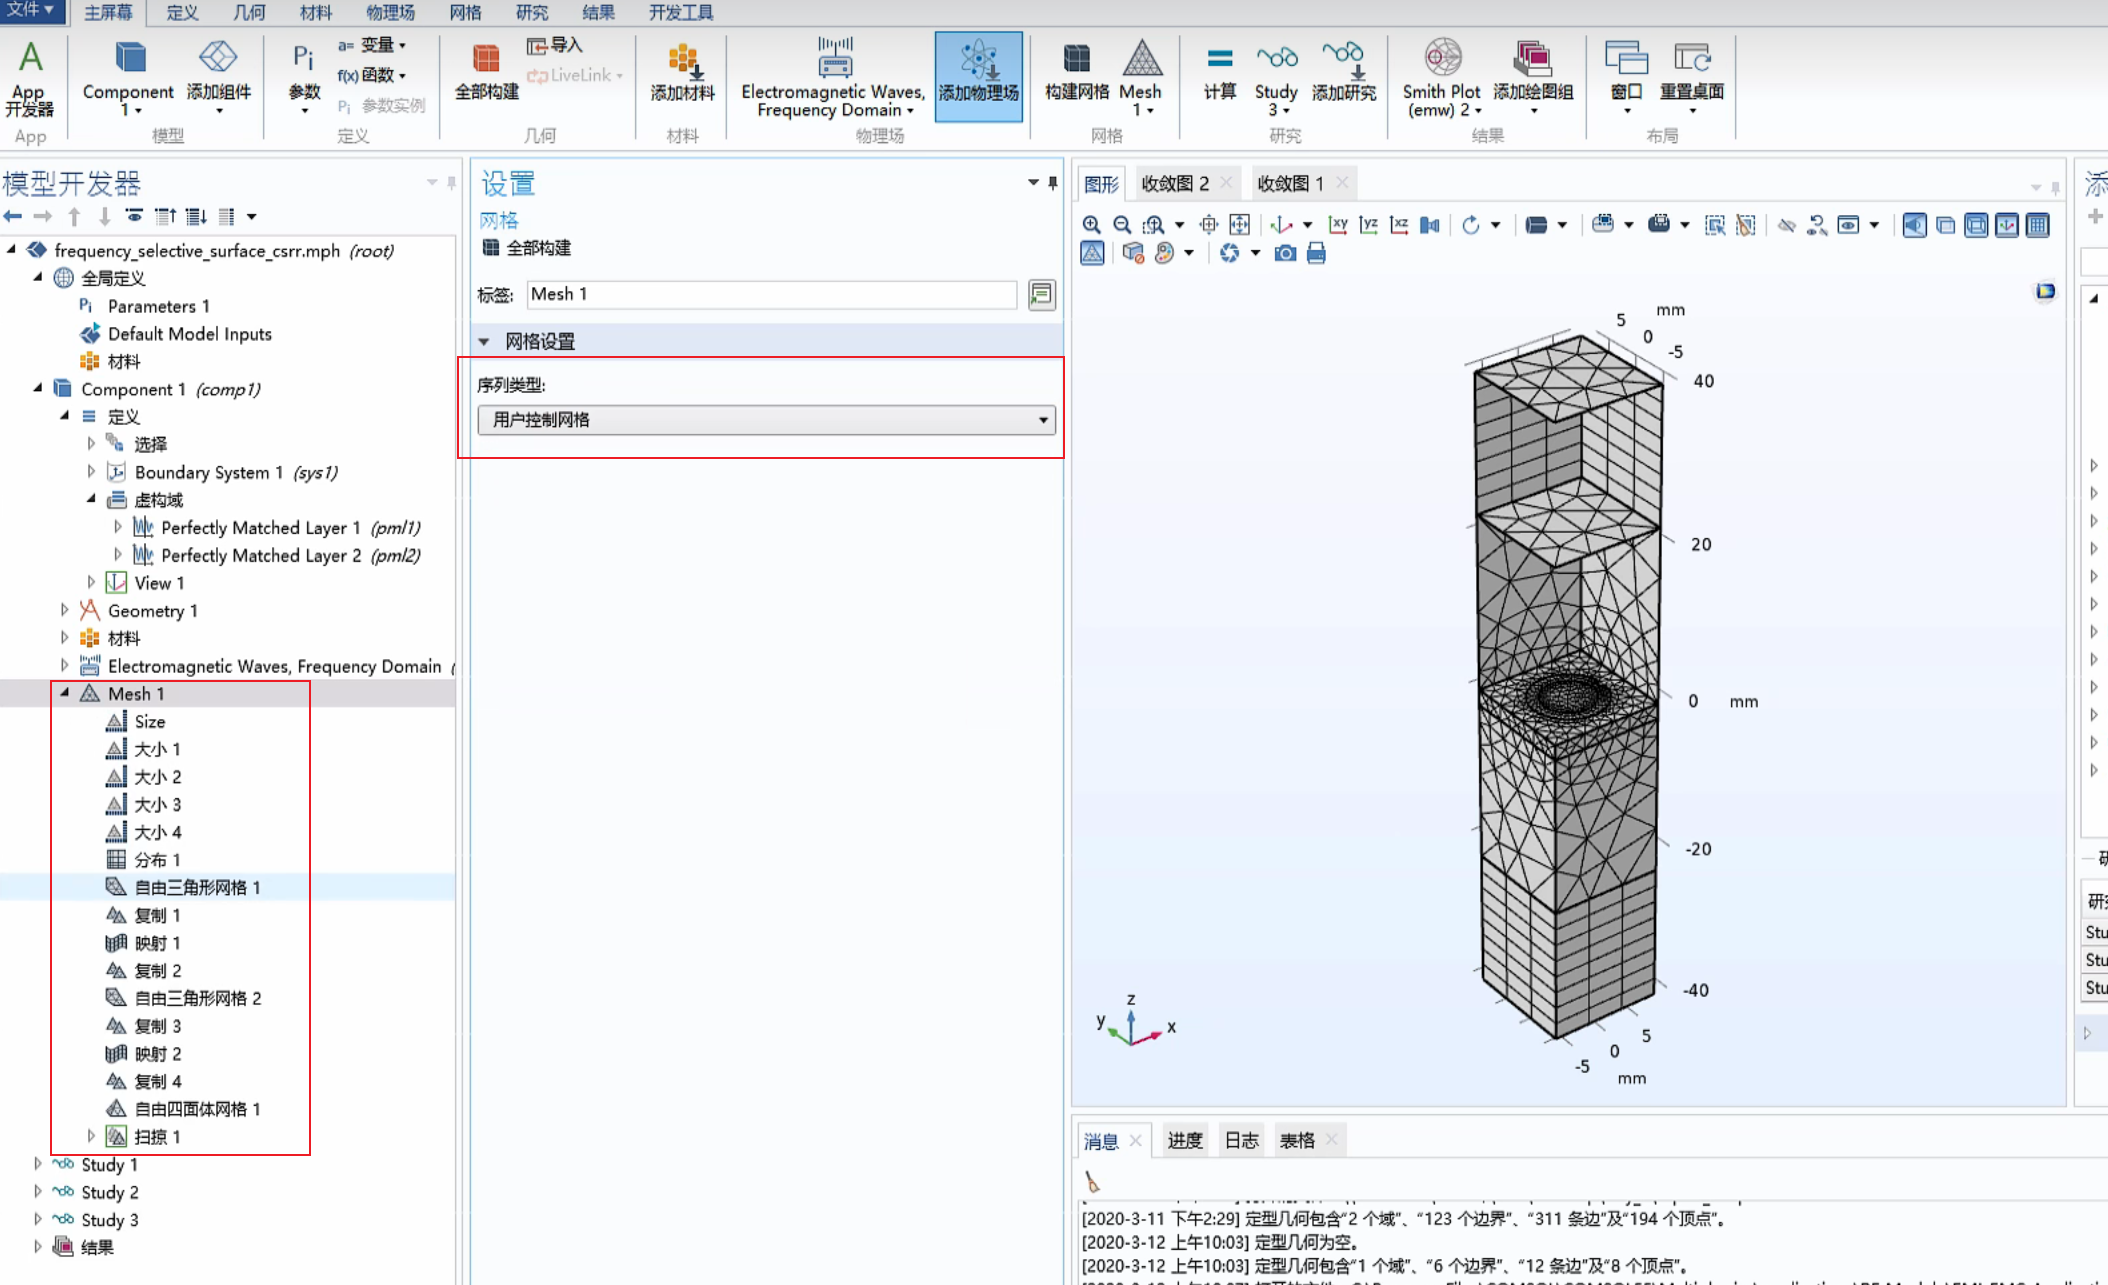 文件 主屏幕 定义 几何 材料 物理场 网格 研究 结果 开发工具
App 开发器
App
Component 1
添加组件
模型
Pi 参数
a= 变量
f(x) 函数
Pi 参数实例
定义
全部构建
导入
LiveLink
几何
添加材料
材料
Electromagnetic Waves, Frequency Domain
添加物理场
物理场
构建网格
Mesh 1
网格
计算
Study 3
添加研究
研究
Smith Plot (emw) 2
添加绘图组
结果
窗口
重置桌面
布局
模型开发器
frequency_selective_surface_csrr.mph (root)
全局定义
Pi Parameters 1
Default Model Inputs
材料
Component 1 (comp1)
定义
选择
Boundary System 1 (sys1)
虚构域
Perfectly Matched Layer 1 (pml1)
Perfectly Matched Layer 2 (pml2)
View 1
Geometry 1
材料
Electromagnetic Waves, Frequency Domain (
Mesh 1
Size
大小 1
大小 2
大小 3
大小 4
分布 1
自由三角形网格 1
复制 1
映射 1
复制 2
自由三角形网格 2
复制 3
映射 2
复制 4
自由四面体网格 1
扫掠 1
Study 1
Study 2
Study 3
结果
设置
网格
全部构建
标签: Mesh 1
网格设置
序列类型:
用户控制网格
图形 收敛图 2 收敛图 1
xy yz xz
mm
5
0
-5
40
20
0 mm
-20
-40
5
0
-5
mm
z
y
x
消息 进度 日志 表格
[2020-3-11 下午2:29] 定型几何包含“2 个域”、“123 个边界”、“311 条边”及“194 个顶点”。
[2020-3-12 上午10:03] 定型几何为空。
[2020-3-12 上午10:03] 定型几何包含“1 个域”、“6 个边界”、“12 条边”及“8 个顶点”。
添
研
Stu
Stu
Stu